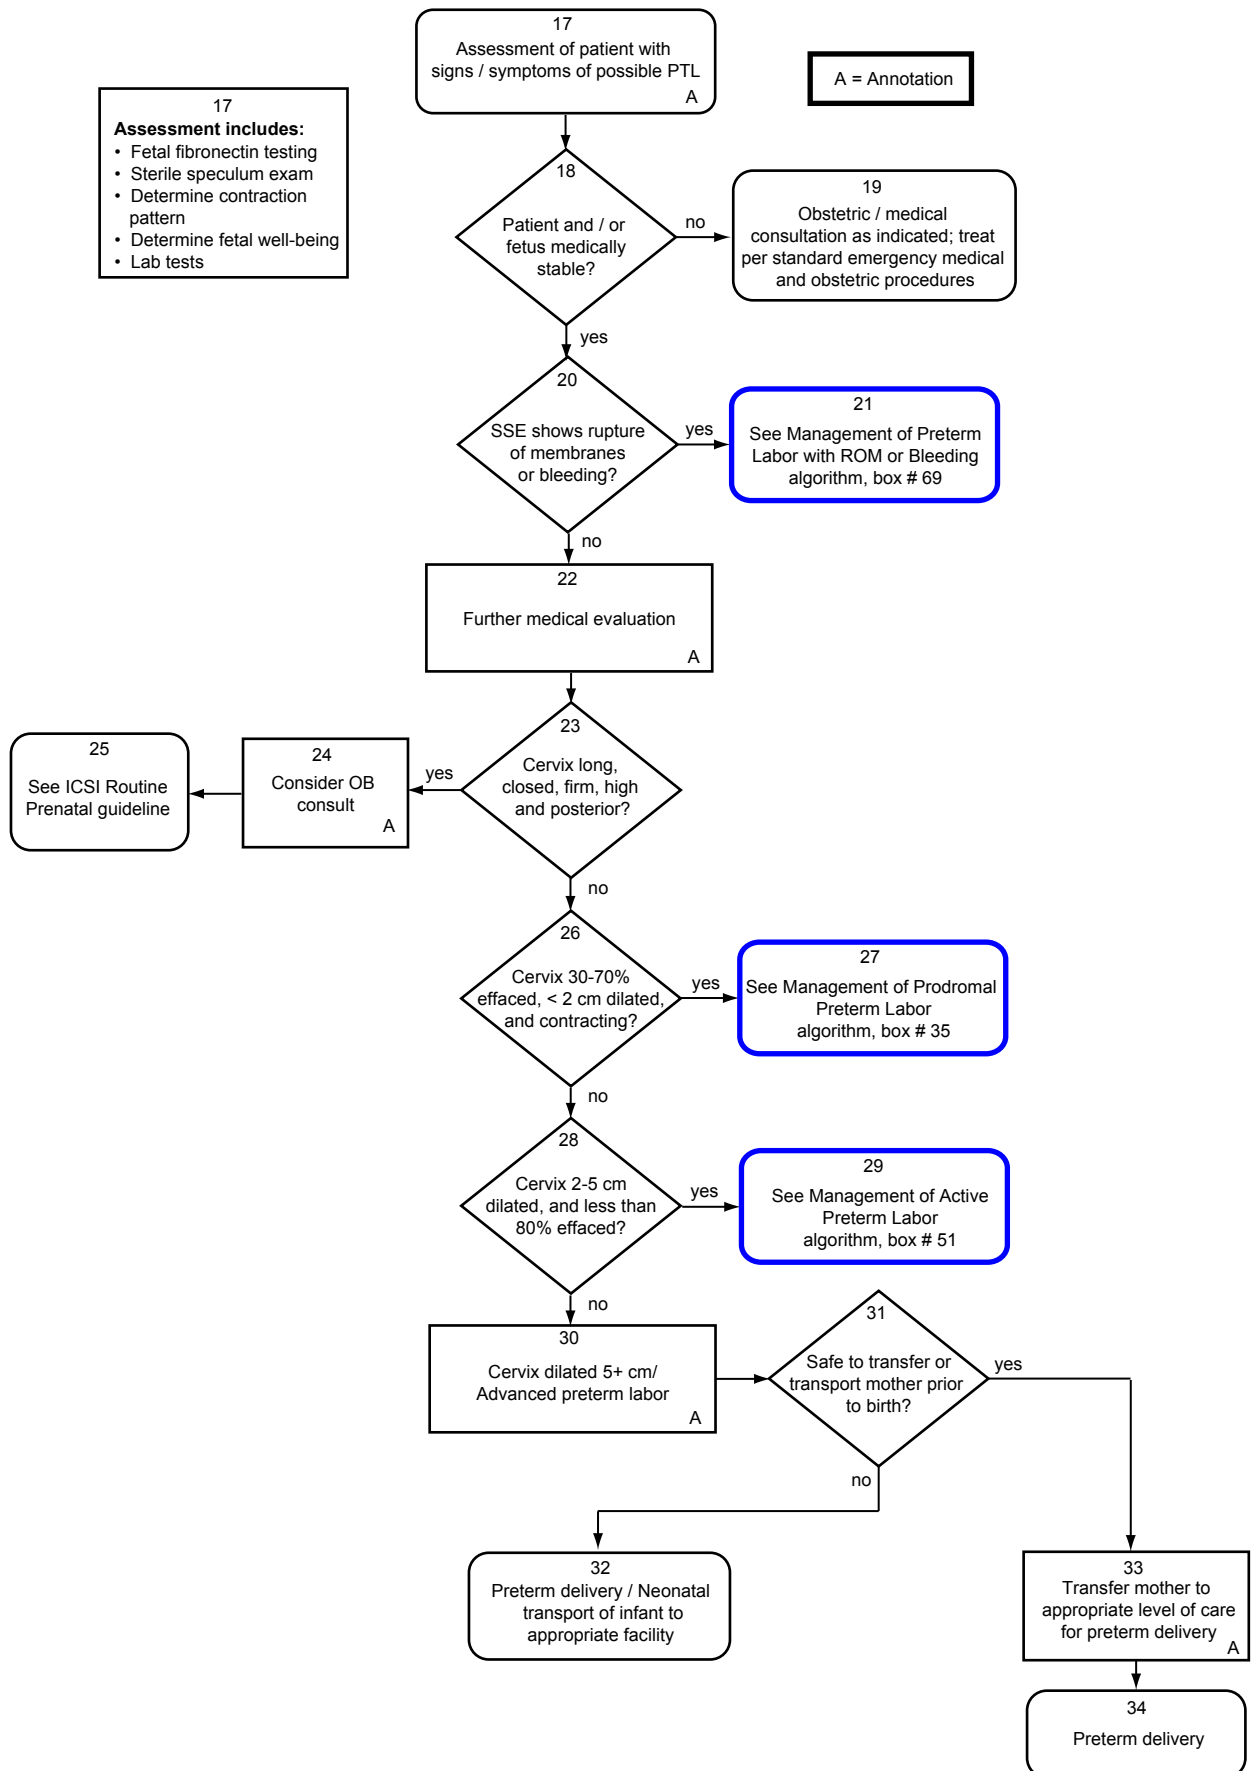 17
Assessment of patient with
signs / symptoms of possible PTL
A
A = Annotation
17
Assessment includes:
• Fetal fibronectin testing
• Sterile speculum exam
• Determine contraction
pattern
• Determine fetal well-being
• Lab tests
18
Patient and / or
fetus medically
stable?
no
19
Obstetric / medical
consultation as indicated; treat
per standard emergency medical
and obstetric procedures
yes
20
SSE shows rupture
of membranes
or bleeding?
yes
21
See Management of Preterm
Labor with ROM or Bleeding
algorithm, box # 69
no
22
Further medical evaluation
A
23
Cervix long,
closed, firm, high
and posterior?
yes
24
Consider OB
consult
A
25
See ICSI Routine
Prenatal guideline
no
26
Cervix 30-70%
effaced, < 2 cm dilated,
and contracting?
yes
27
See Management of Prodromal
Preterm Labor
algorithm, box # 35
no
28
Cervix 2-5 cm
dilated, and less than
80% effaced?
yes
29
See Management of Active
Preterm Labor
algorithm, box # 51
no
30
Cervix dilated 5+ cm/
Advanced preterm labor
A
31
Safe to transfer or
transport mother prior
to birth?
yes
no
32
Preterm delivery / Neonatal
transport of infant to
appropriate facility
33
Transfer mother to
appropriate level of care
for preterm delivery
A
34
Preterm delivery